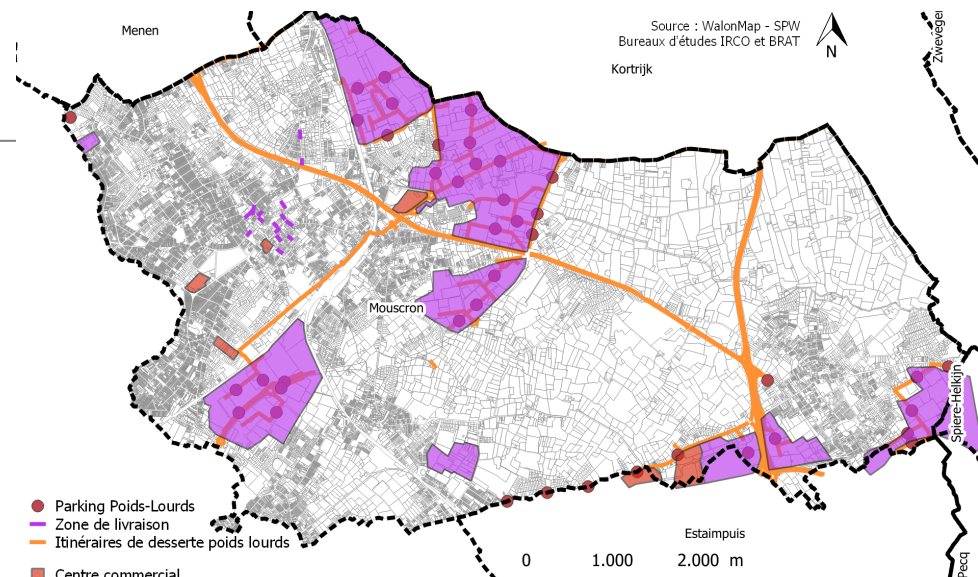 Menen
Source : WalonMap - SPW
Bureaux d'études IRCO et BRAT
N
Kortrijk
Zwevegem
Mouscron
Spiere-Helkijn
Parking Poids-Lourds
Zone de livraison
Itinéraires de desserte poids lourds
Centre commercial
Estaimpuis
0 1.000 2.000 m
Pecq